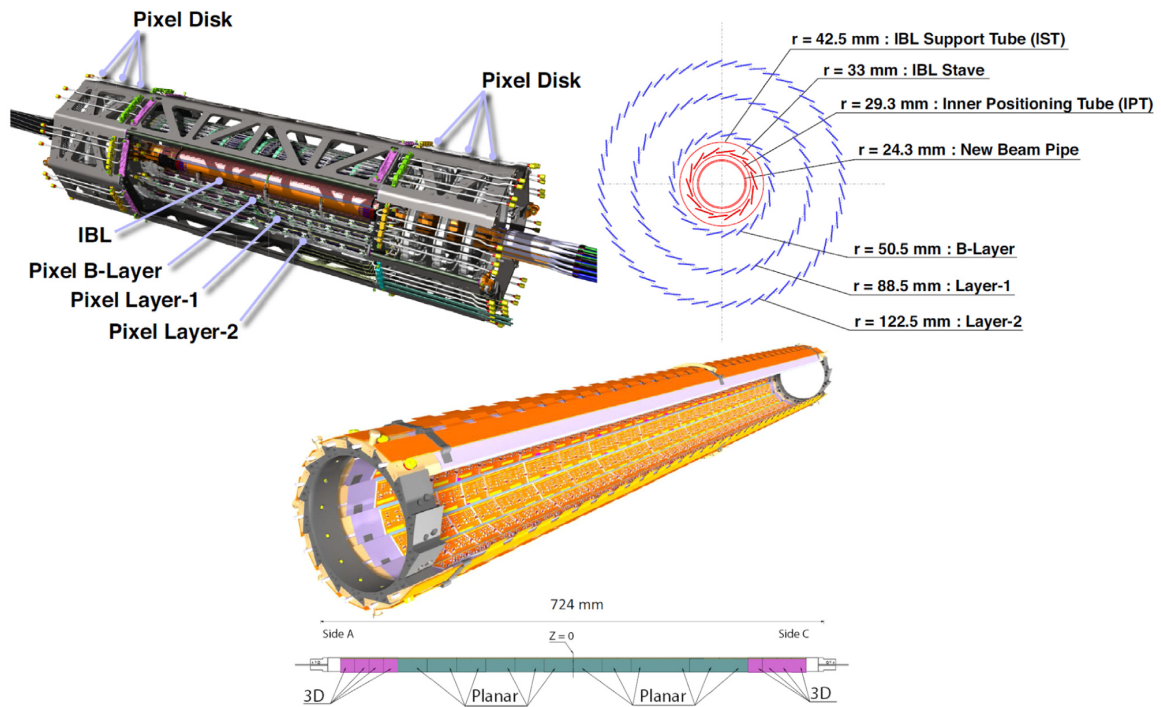 Pixel Disk
Pixel Disk
IBL
Pixel B-Layer
Pixel Layer-1
Pixel Layer-2
r = 42.5 mm : IBL Support Tube (IST)
r = 33 mm : IBL Stave
r = 29.3 mm : Inner Positioning Tube (IPT)
r = 24.3 mm : New Beam Pipe
r = 50.5 mm : B-Layer
r = 88.5 mm : Layer-1
r = 122.5 mm : Layer-2
724 mm
Side A
Z = 0
Side C
3D
Planar
Planar
3D